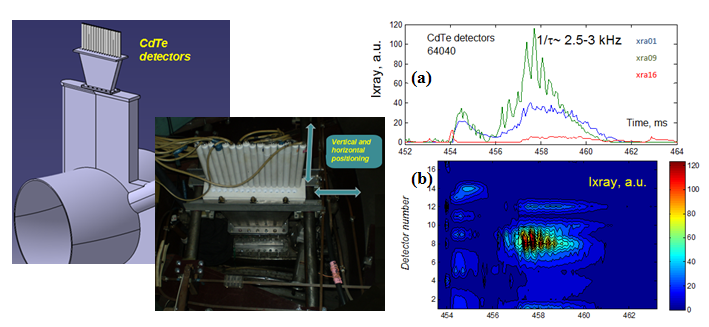 CdTe
detectors
Vertical and
horizontal
positioning
Ixray, a.u.
120
100
80
60
40
20
0
CdTe detectors
64040
1/τ~ 2.5-3 kHz
xra01
xra09
xra16
(a)
Time, ms
452 454 456 458 460 462 464
(b)
Ixray, a.u.
Detector number
16
14
12
10
8
6
4
2
454 456 458 460 462
120
100
80
60
40
20
0